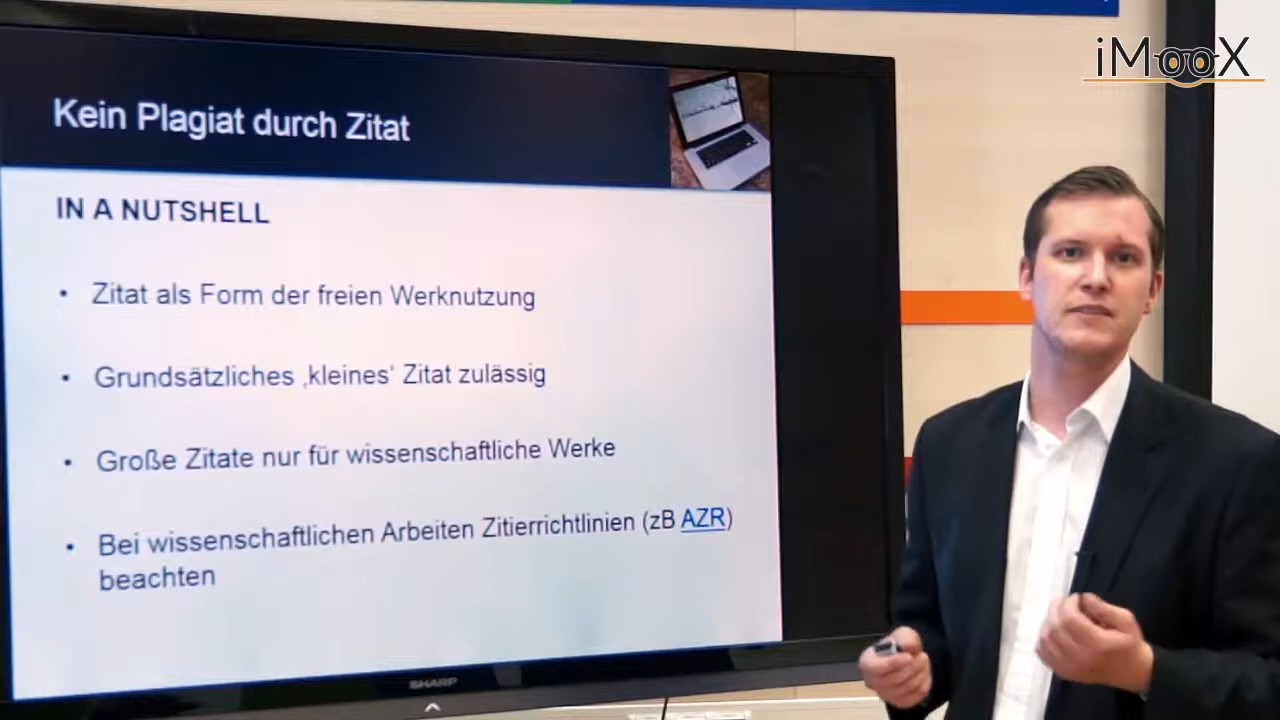 iMooX
Kein Plagiat durch Zitat
IN A NUTSHELL
• Zitat als Form der freien Werknutzung
• Grundsätzliches ‚kleines‘ Zitat zulässig
• Große Zitate nur für wissenschaftliche Werke
• Bei wissenschaftlichen Arbeiten Zitierrichtlinien (zB AZR)
beachten
SHARP